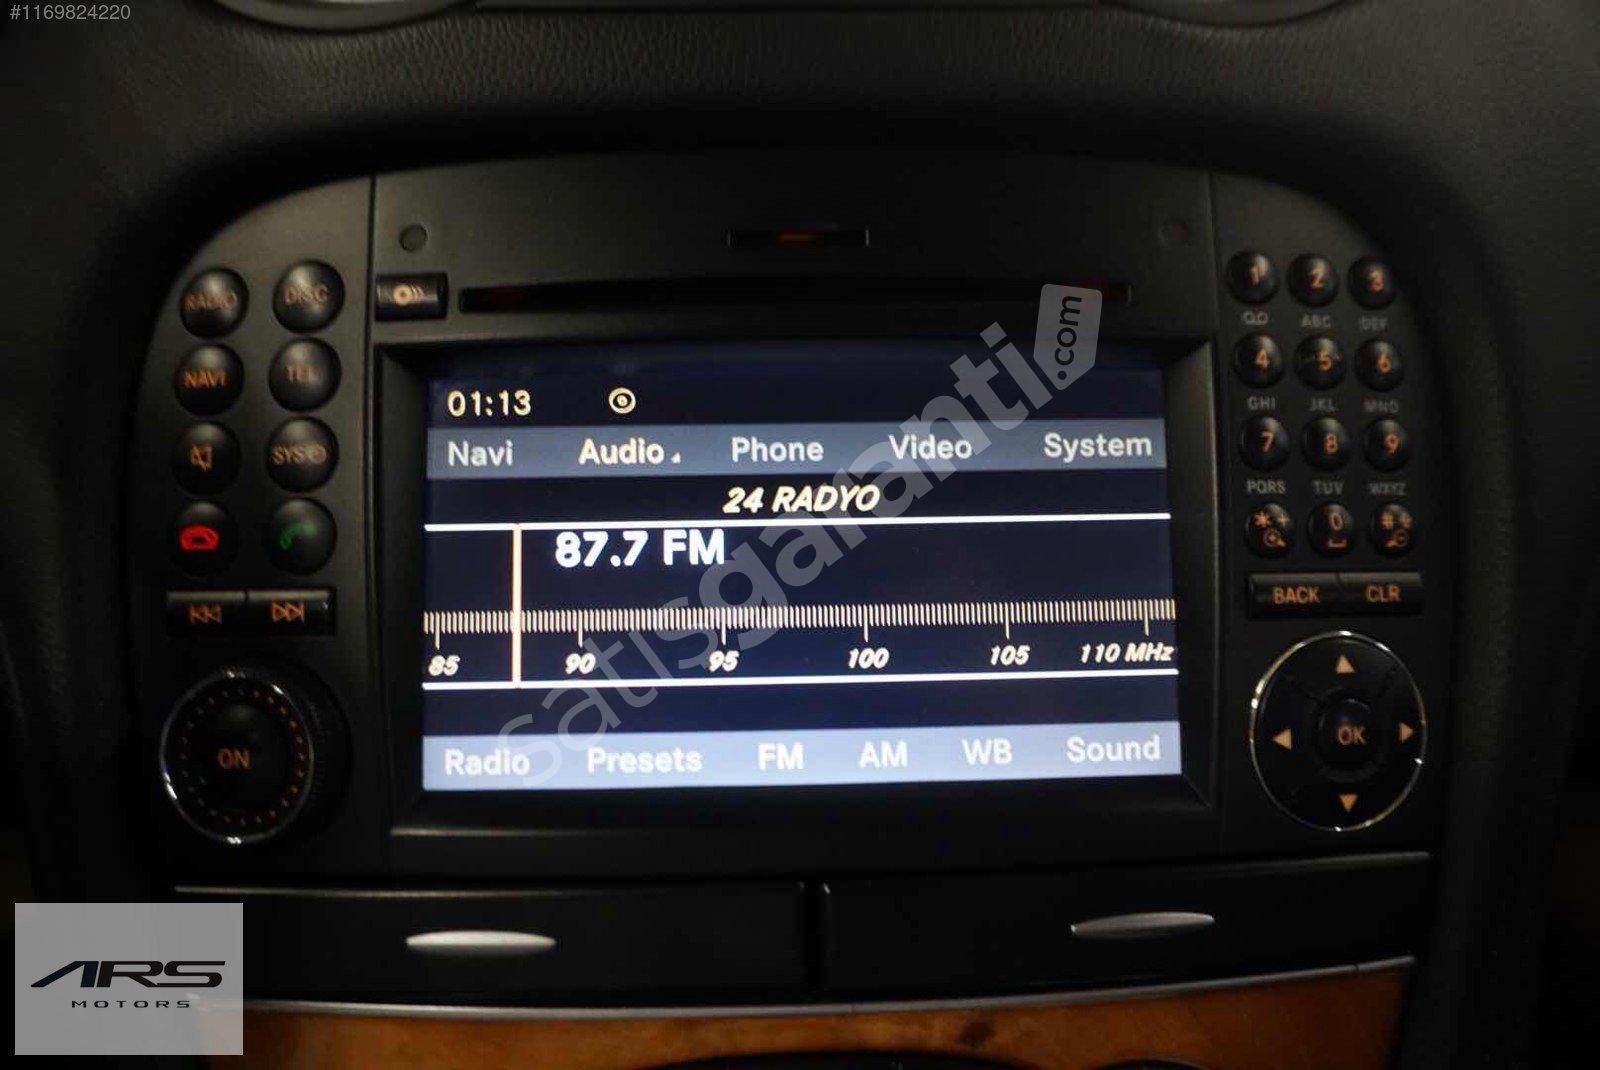 #1169824220
RADIO DISC
NAVI TEL
SYS
ON
1 2 3
ABC DEF
4 5 6
GHI JKL MNO
7 8 9
PQRS TUV WXYZ
* + 0 #
BACK CLR
OK
01:13
Navi Audio Phone Video System
24 RADYO
87.7 FM
85 90 95 100 105 110 MHz
Radio Presets FM AM WB Sound
satisgaranti.com
ARS
MOTORS